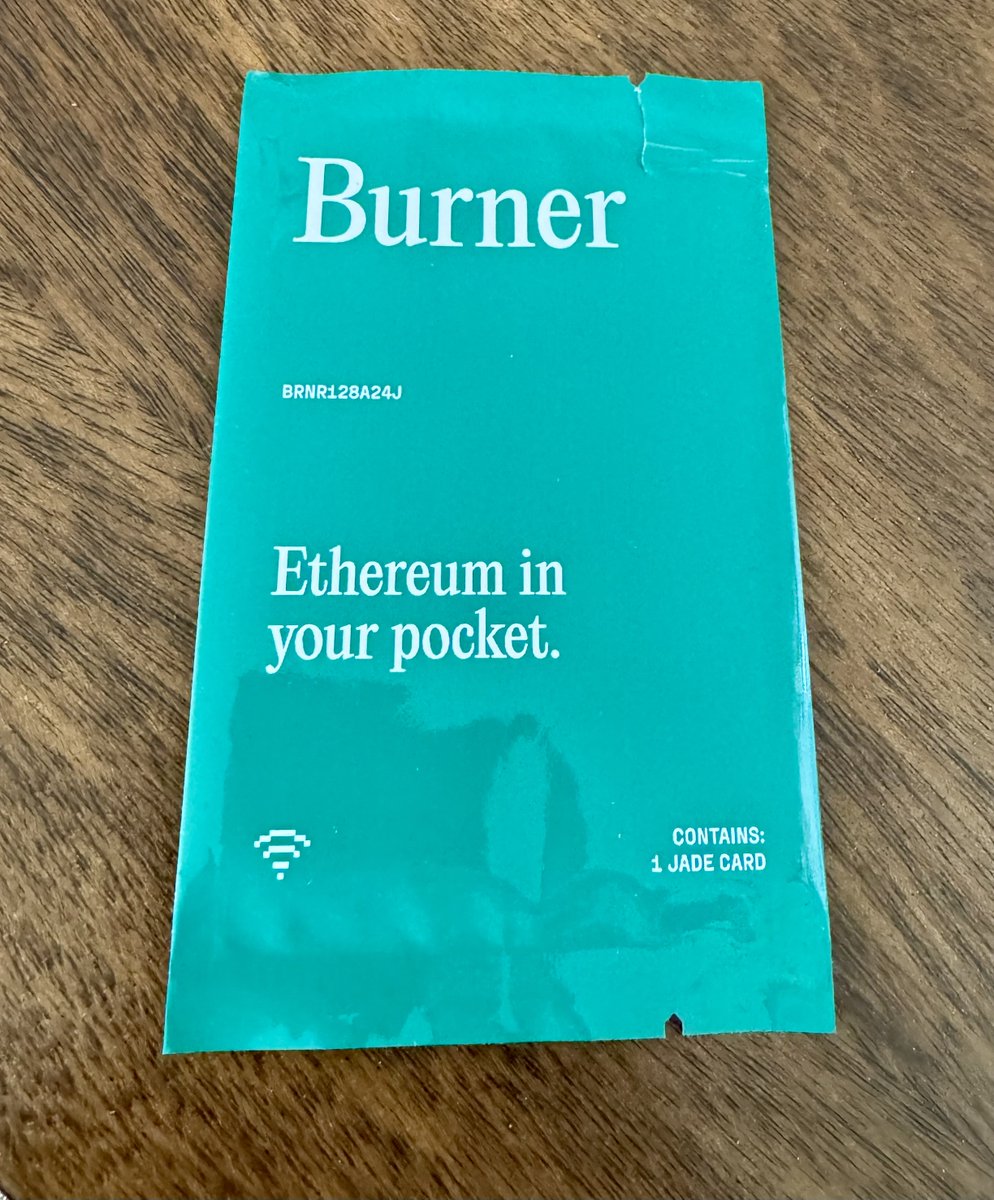 Burner
BRNR128A24J
Ethereum in
your pocket.
CONTAINS:
1 JADE CARD